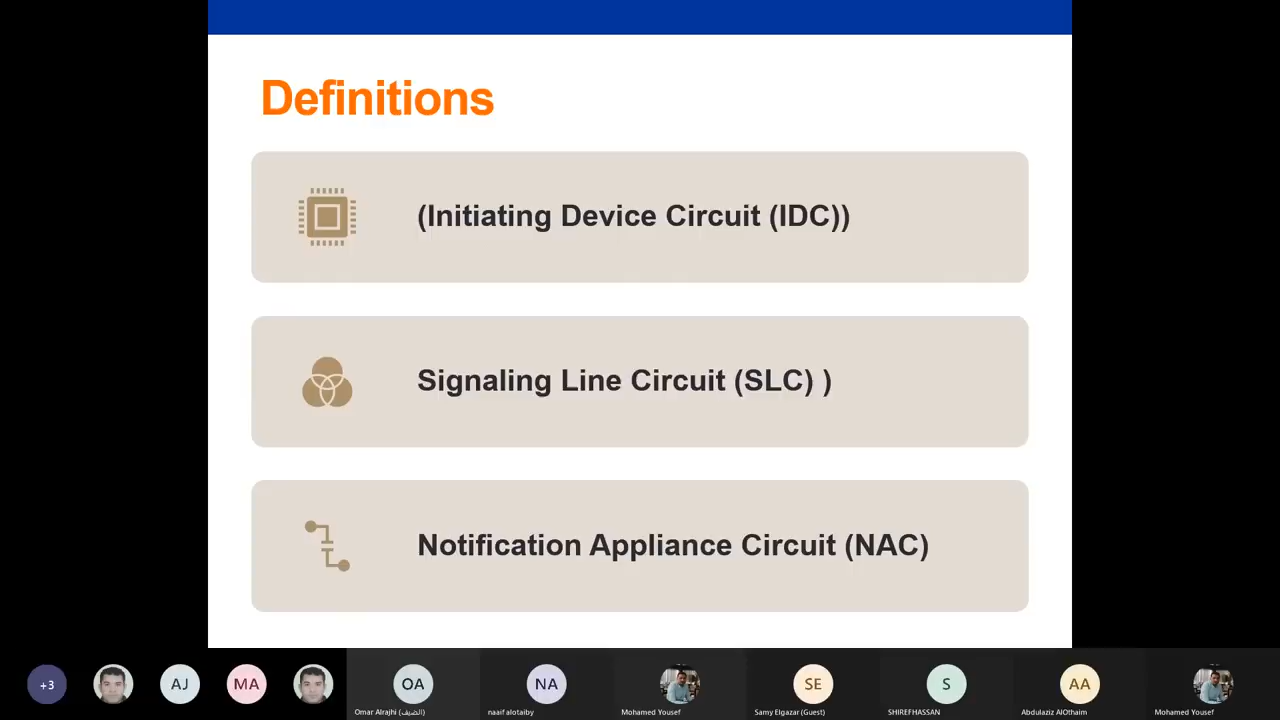 Definitions
(Initiating Device Circuit (IDC))
Signaling Line Circuit (SLC) )
Notification Appliance Circuit (NAC)
+3
AJ
MA
OA
NA
SE
S
AA
Omar Alrajhi (الضيف)
naaif alotaiby
Mohamed Yousef
Samy Elgazar (Guest)
SHIREFHASSAN
Abdulaziz AlOthaim
Mohamed Yousef